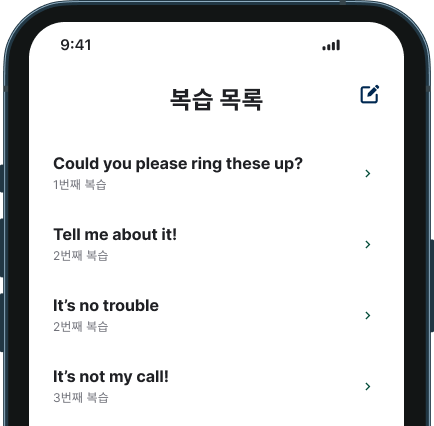 9:41
복습 목록
Could you please ring these up?
1번째 복습
Tell me about it!
2번째 복습
It’s no trouble
2번째 복습
It’s not my call!
3번째 복습